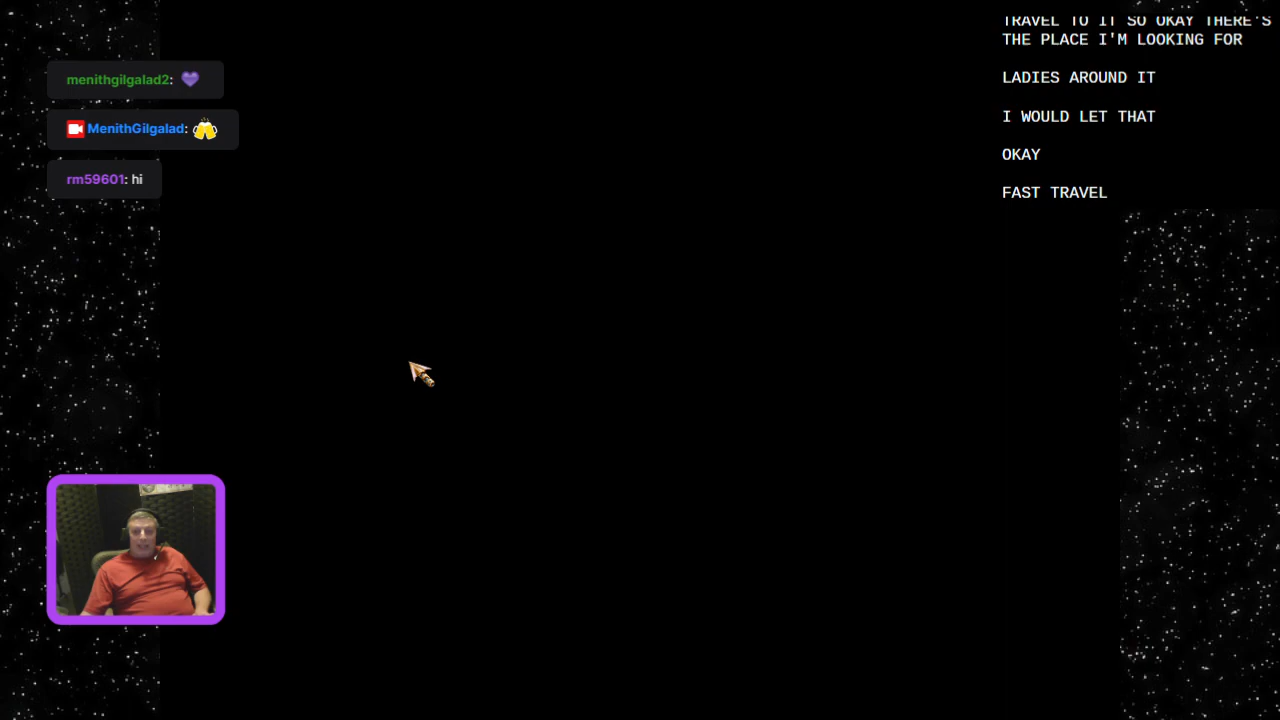 menithgilgalad2: 💜
MenithGilgalad: 🍻
rm59601: hi
TRAVEL TO IT SO OKAY THERE'S
THE PLACE I'M LOOKING FOR
LADIES AROUND IT
I WOULD LET THAT
OKAY
FAST TRAVEL